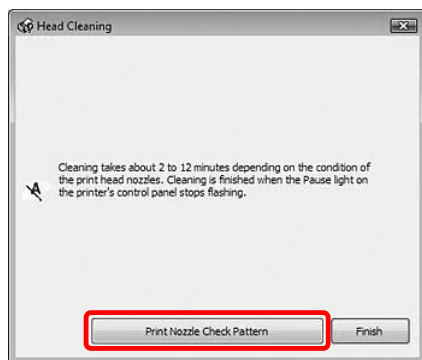 Head Cleaning
Cleaning takes about 2 to 12 minutes depending on the condition of
the print head nozzles. Cleaning is finished when the Pause light on
the printer's control panel stops flashing.
Print Nozzle Check Pattern
Finish